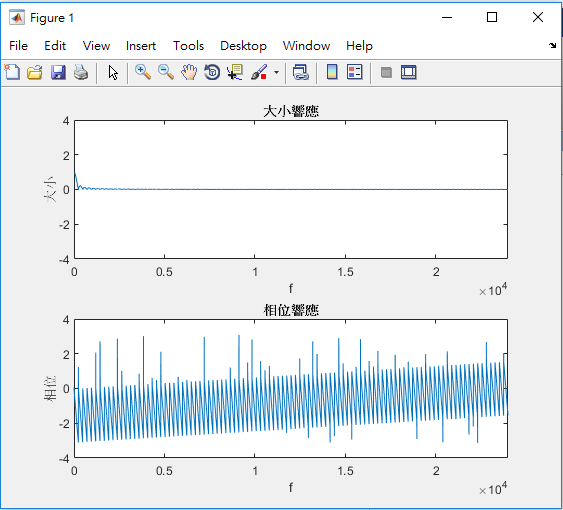 Figure 1
File Edit View Insert Tools Desktop Window Help
大小響應
4
2
0
-2
-4
大小
0 0.5 1 1.5 2
×10^4
f
相位響應
4
2
0
-2
-4
相位
0 0.5 1 1.5 2
×10^4
f